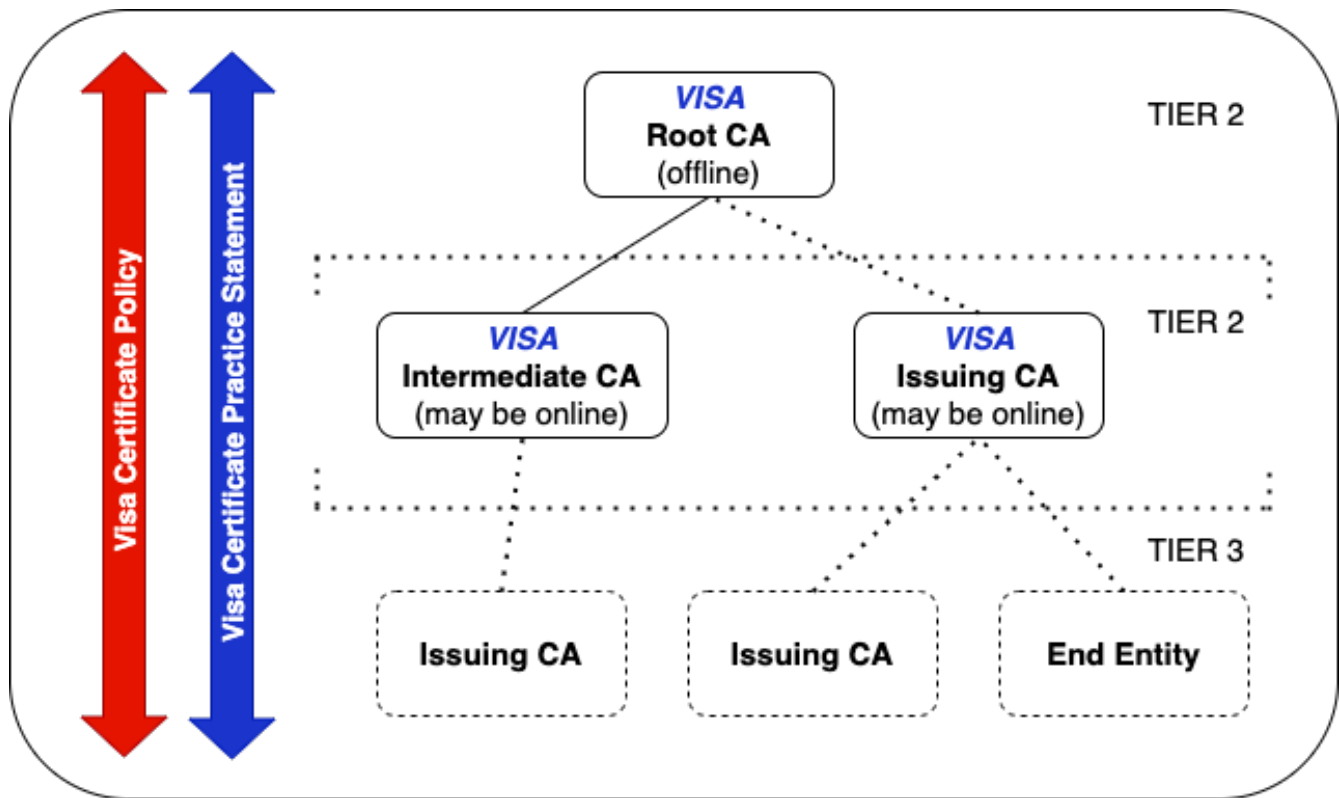 Visa Certificate Policy
Visa Certificate Practice Statement
VISA
Root CA
(offline)
TIER 2
TIER 2
VISA
Intermediate CA
(may be online)
VISA
Issuing CA
(may be online)
TIER 3
Issuing CA
Issuing CA
End Entity